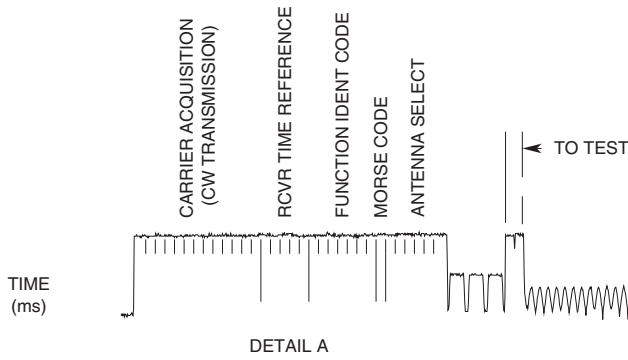 CARRIER ACQUISITION
(CW TRANSMISSION)
RCVR TIME REFERENCE
FUNCTION IDENT CODE
MORSE CODE
ANTENNA SELECT
TO TEST
TIME
(ms)
DETAIL A